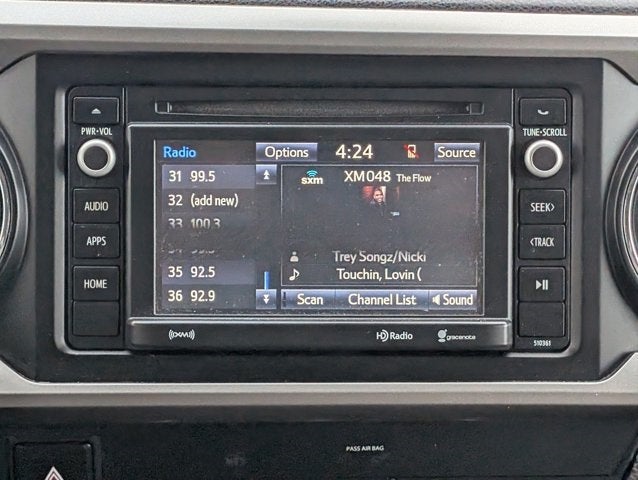 PWR•VOL
AUDIO
APPS
HOME
Radio
Options
4:24
Source
31 99.5
32 (add new)
33 100.3
35 92.5
36 92.9
sxm
XM048 The Flow
Trey Songz/Nicki
Touchin, Lovin (
Scan
Channel List
Sound
((XM))
HD Radio
gracenote
TUNE•SCROLL
SEEK>
<TRACK
510361
PASS AIR BAG